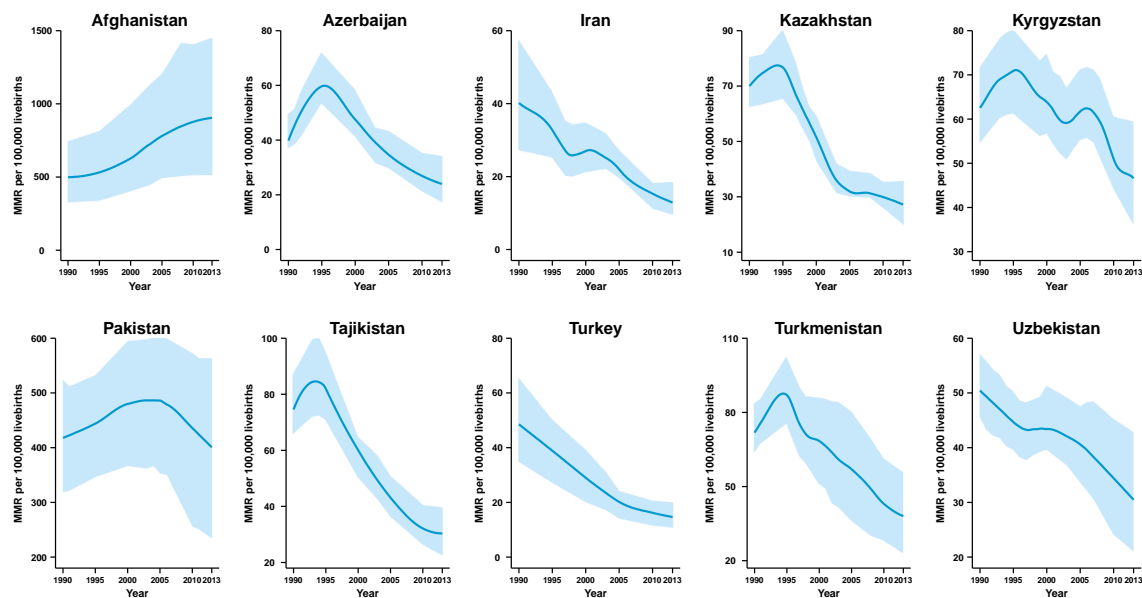 Afghanistan
MMR per 100,000 livebirths
1500
1000
500
0
1990 1995 2000 2005 2010 2013
Year
Azerbaijan
MMR per 100,000 livebirths
80
60
40
20
0
1990 1995 2000 2005 2010 2013
Year
Iran
MMR per 100,000 livebirths
60
40
20
0
1990 1995 2000 2005 2010 2013
Year
Kazakhstan
MMR per 100,000 livebirths
90
70
50
30
10
1990 1995 2000 2005 2010 2013
Year
Kyrgyzstan
MMR per 100,000 livebirths
80
70
60
50
40
30
1990 1995 2000 2005 2010 2013
Year
Pakistan
MMR per 100,000 livebirths
600
500
400
300
200
1990 1995 2000 2005 2010 2013
Year
Tajikistan
MMR per 100,000 livebirths
100
80
60
40
20
1990 1995 2000 2005 2010 2013
Year
Turkey
MMR per 100,000 livebirths
80
60
40
20
0
1990 1995 2000 2005 2010 2013
Year
Turkmenistan
MMR per 100,000 livebirths
110
80
50
20
1990 1995 2000 2005 2010 2013
Year
Uzbekistan
MMR per 100,000 livebirths
60
50
40
30
20
1990 1995 2000 2005 2010 2013
Year